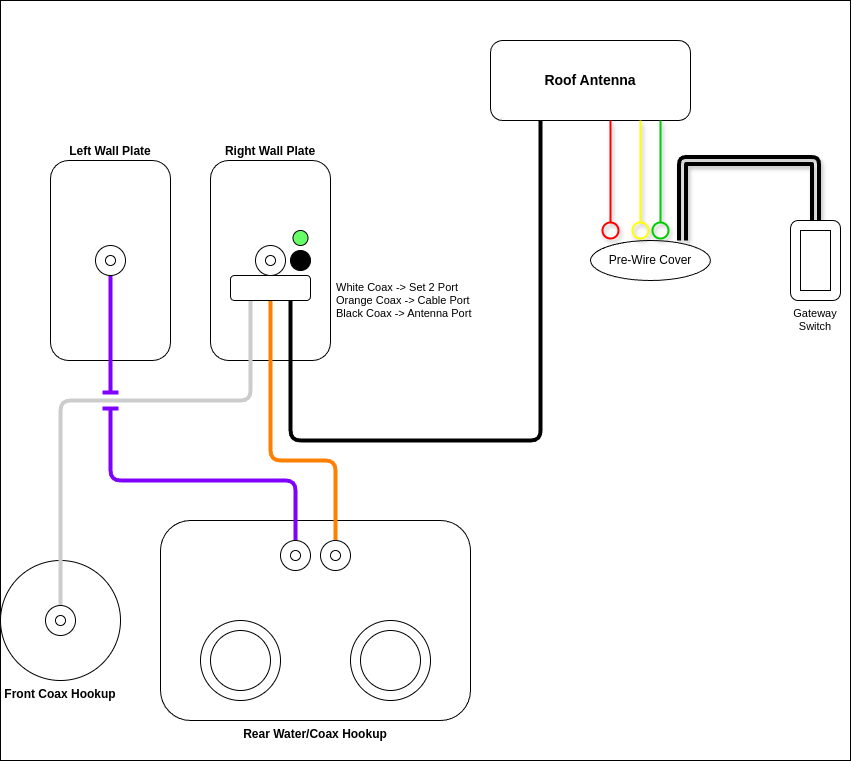 Roof Antenna
Left Wall Plate
Right Wall Plate
Pre-Wire Cover
White Coax -> Set 2 Port
Orange Coax -> Cable Port
Black Coax -> Antenna Port
Gateway
Switch
Front Coax Hookup
Rear Water/Coax Hookup